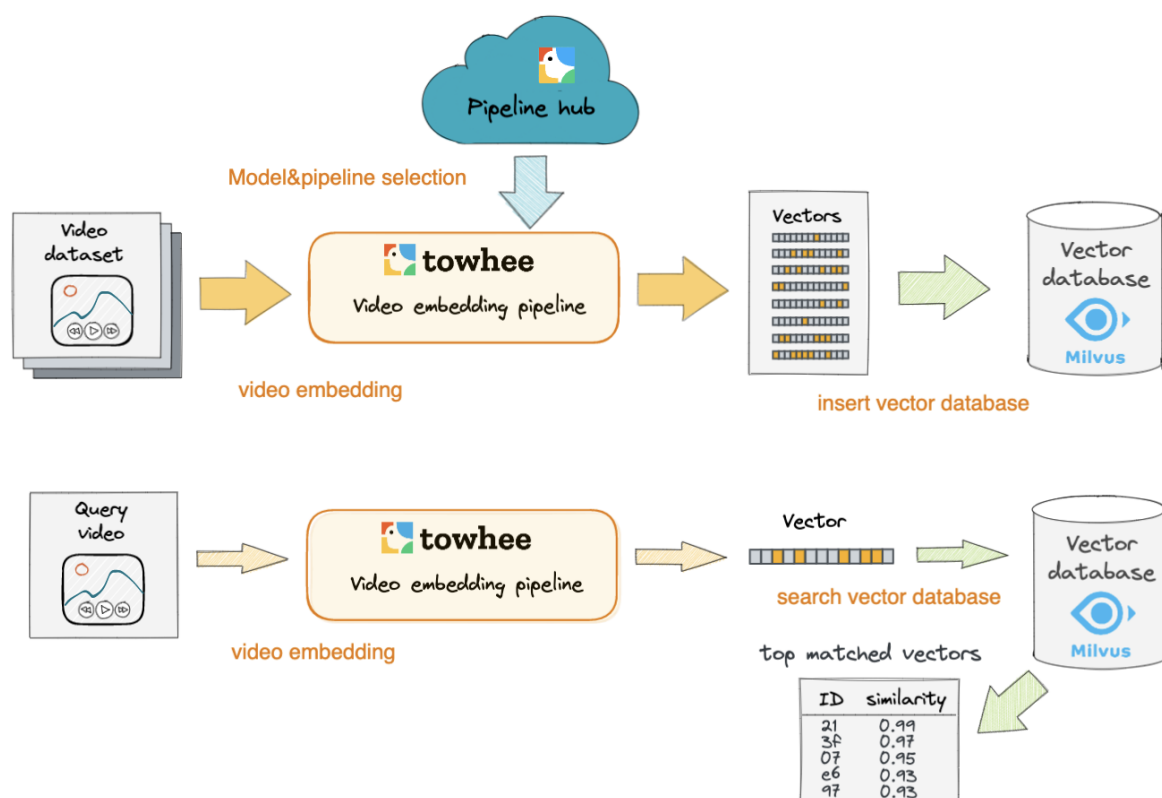 Pipeline hub
Model&pipeline selection
Video
dataset
towhee
Video embedding pipeline
video embedding
Vectors
insert vector database
Vector
database
Milvus
Query
video
towhee
Video embedding pipeline
video embedding
Vector
search vector database
Vector
database
Milvus
top matched vectors
ID similarity
21 0.99
3f 0.97
07 0.95
e6 0.93
97 0.93